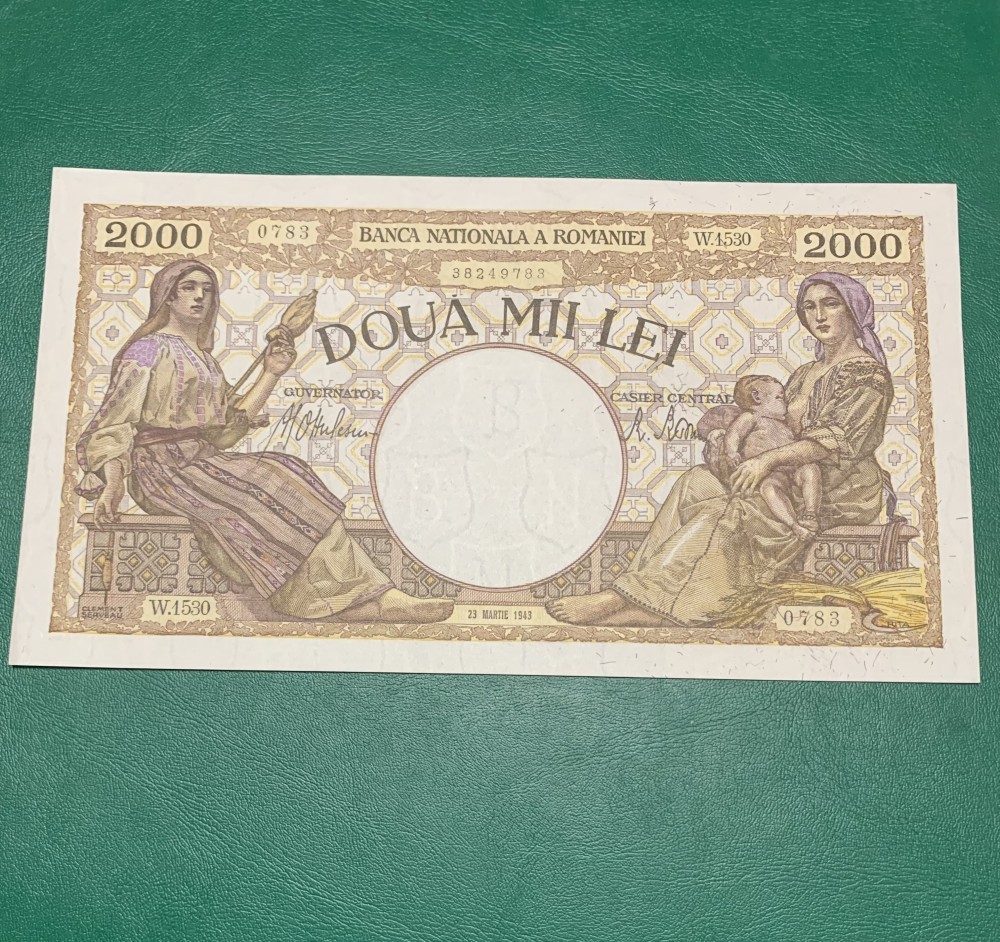 2000 0783 BANCA NATIONALA A ROMANIEI W.1530 2000
38249783
DOUĂ MII LEI
GUVERNATOR CASIER CENTRAL
CLEMENT
SERVEAU
W.1530 23 MARTIE 1943 0783